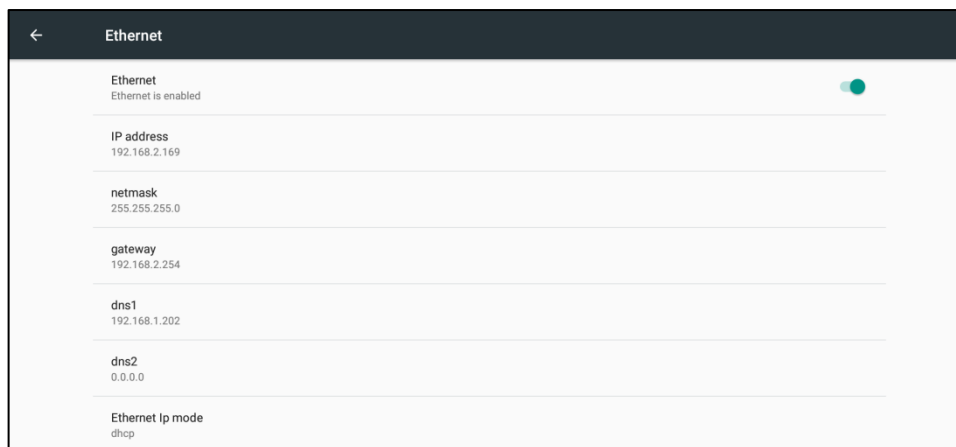 Ethernet
Ethernet
Ethernet is enabled
IP address
192.168.2.169
netmask
255.255.255.0
gateway
192.168.2.254
dns1
192.168.1.202
dns2
0.0.0.0
Ethernet Ip mode
dhcp